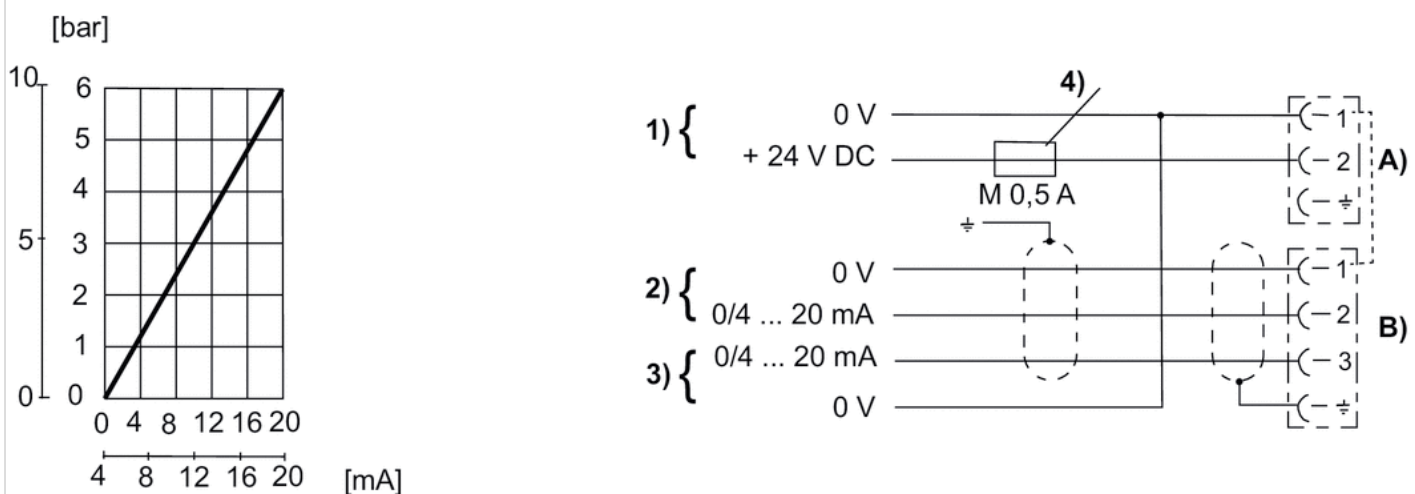 [bar]
10
5
0
6
5
4
3
2
1
0
0 4 8 12 16 20
4 8 12 16 20
[mA]
4)
1) { 0 V
+ 24 V DC
M 0,5 A
1
2
A)
2) { 0 V
0/4 ... 20 mA
3) { 0/4 ... 20 mA
0 V
1
2
3
B)